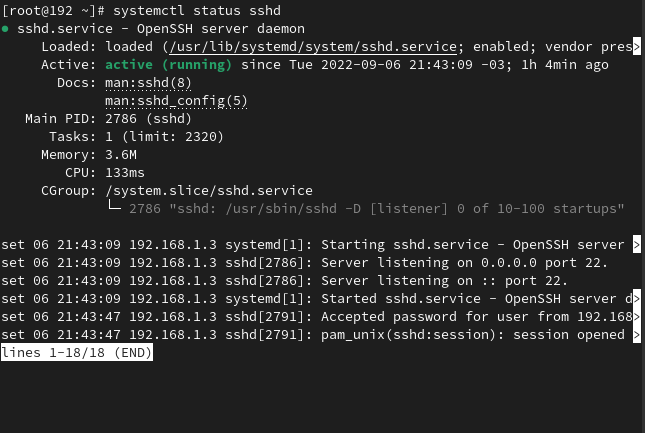 [root@192 ~]# systemctl status sshd
● sshd.service - OpenSSH server daemon
Loaded: loaded (/usr/lib/systemd/system/sshd.service; enabled; vendor pres>
Active: active (running) since Tue 2022-09-06 21:43:09 -03; 1h 4min ago
Docs: man:sshd(8)
man:sshd_config(5)
Main PID: 2786 (sshd)
Tasks: 1 (limit: 2320)
Memory: 3.6M
CPU: 133ms
CGroup: /system.slice/sshd.service
└─ 2786 "sshd: /usr/sbin/sshd -D [listener] 0 of 10-100 startups"
set 06 21:43:09 192.168.1.3 systemd[1]: Starting sshd.service - OpenSSH server >
set 06 21:43:09 192.168.1.3 sshd[2786]: Server listening on 0.0.0.0 port 22.
set 06 21:43:09 192.168.1.3 sshd[2786]: Server listening on :: port 22.
set 06 21:43:09 192.168.1.3 systemd[1]: Started sshd.service - OpenSSH server d>
set 06 21:43:47 192.168.1.3 sshd[2791]: Accepted password for user from 192.168>
set 06 21:43:47 192.168.1.3 sshd[2791]: pam_unix(sshd:session): session opened >
lines 1-18/18 (END)